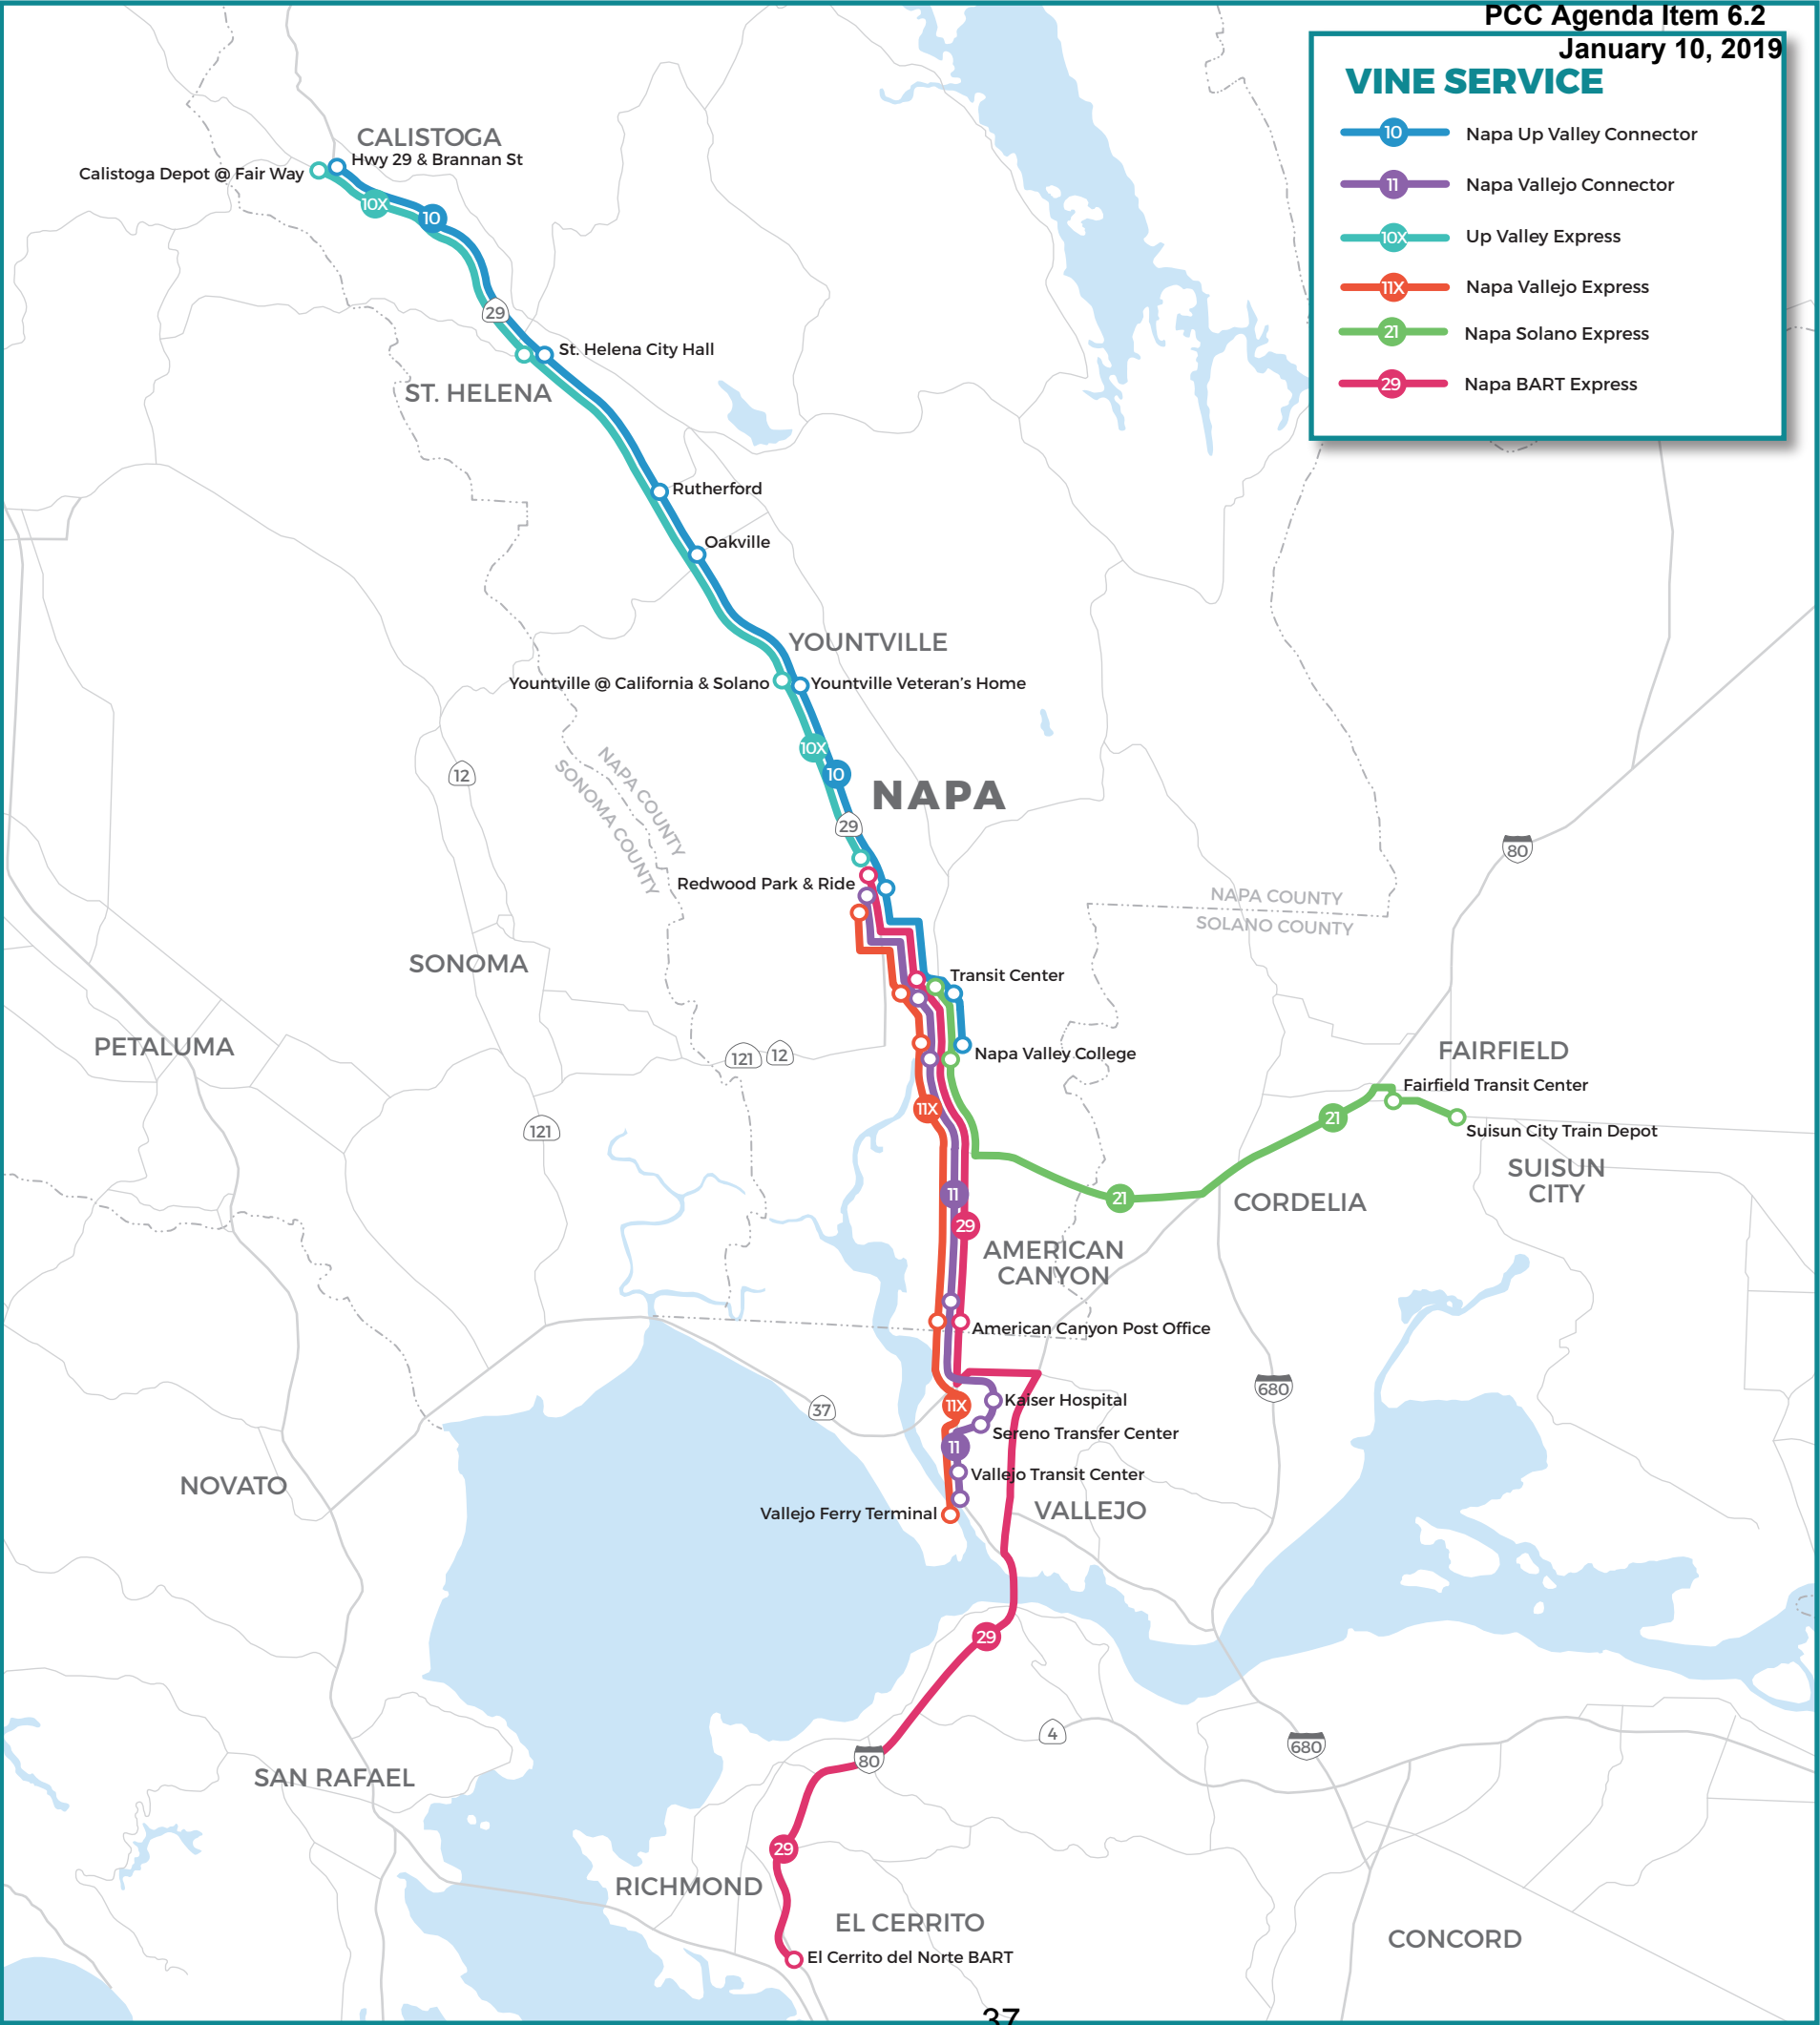 PCC Agenda Item 6.2
January 10, 2019
VINE SERVICE
10 Napa Up Valley Connector
11 Napa Vallejo Connector
10X Up Valley Express
11X Napa Vallejo Express
21 Napa Solano Express
29 Napa BART Express
CALISTOGA
Hwy 29 & Brannan St
Calistoga Depot @ Fair Way
10X
10
29
St. Helena City Hall
ST. HELENA
Rutherford
Oakville
YOUNTVILLE
Yountville @ California & Solano
Yountville Veteran's Home
10X
10
12
NAPA COUNTY
SONOMA COUNTY
NAPA
29
80
Redwood Park & Ride
NAPA COUNTY
SOLANO COUNTY
SONOMA
Transit Center
PETALUMA
121
12
Napa Valley College
FAIRFIELD
Fairfield Transit Center
11X
21
121
Suisun City Train Depot
SUISUN
CITY
11
21
CORDELIA
29
AMERICAN
CANYON
American Canyon Post Office
680
37
11X
Kaiser Hospital
Sereno Transfer Center
11
Vallejo Transit Center
NOVATO
Vallejo Ferry Terminal
VALLEJO
29
4
680
80
SAN RAFAEL
29
RICHMOND
EL CERRITO
CONCORD
El Cerrito del Norte BART
37